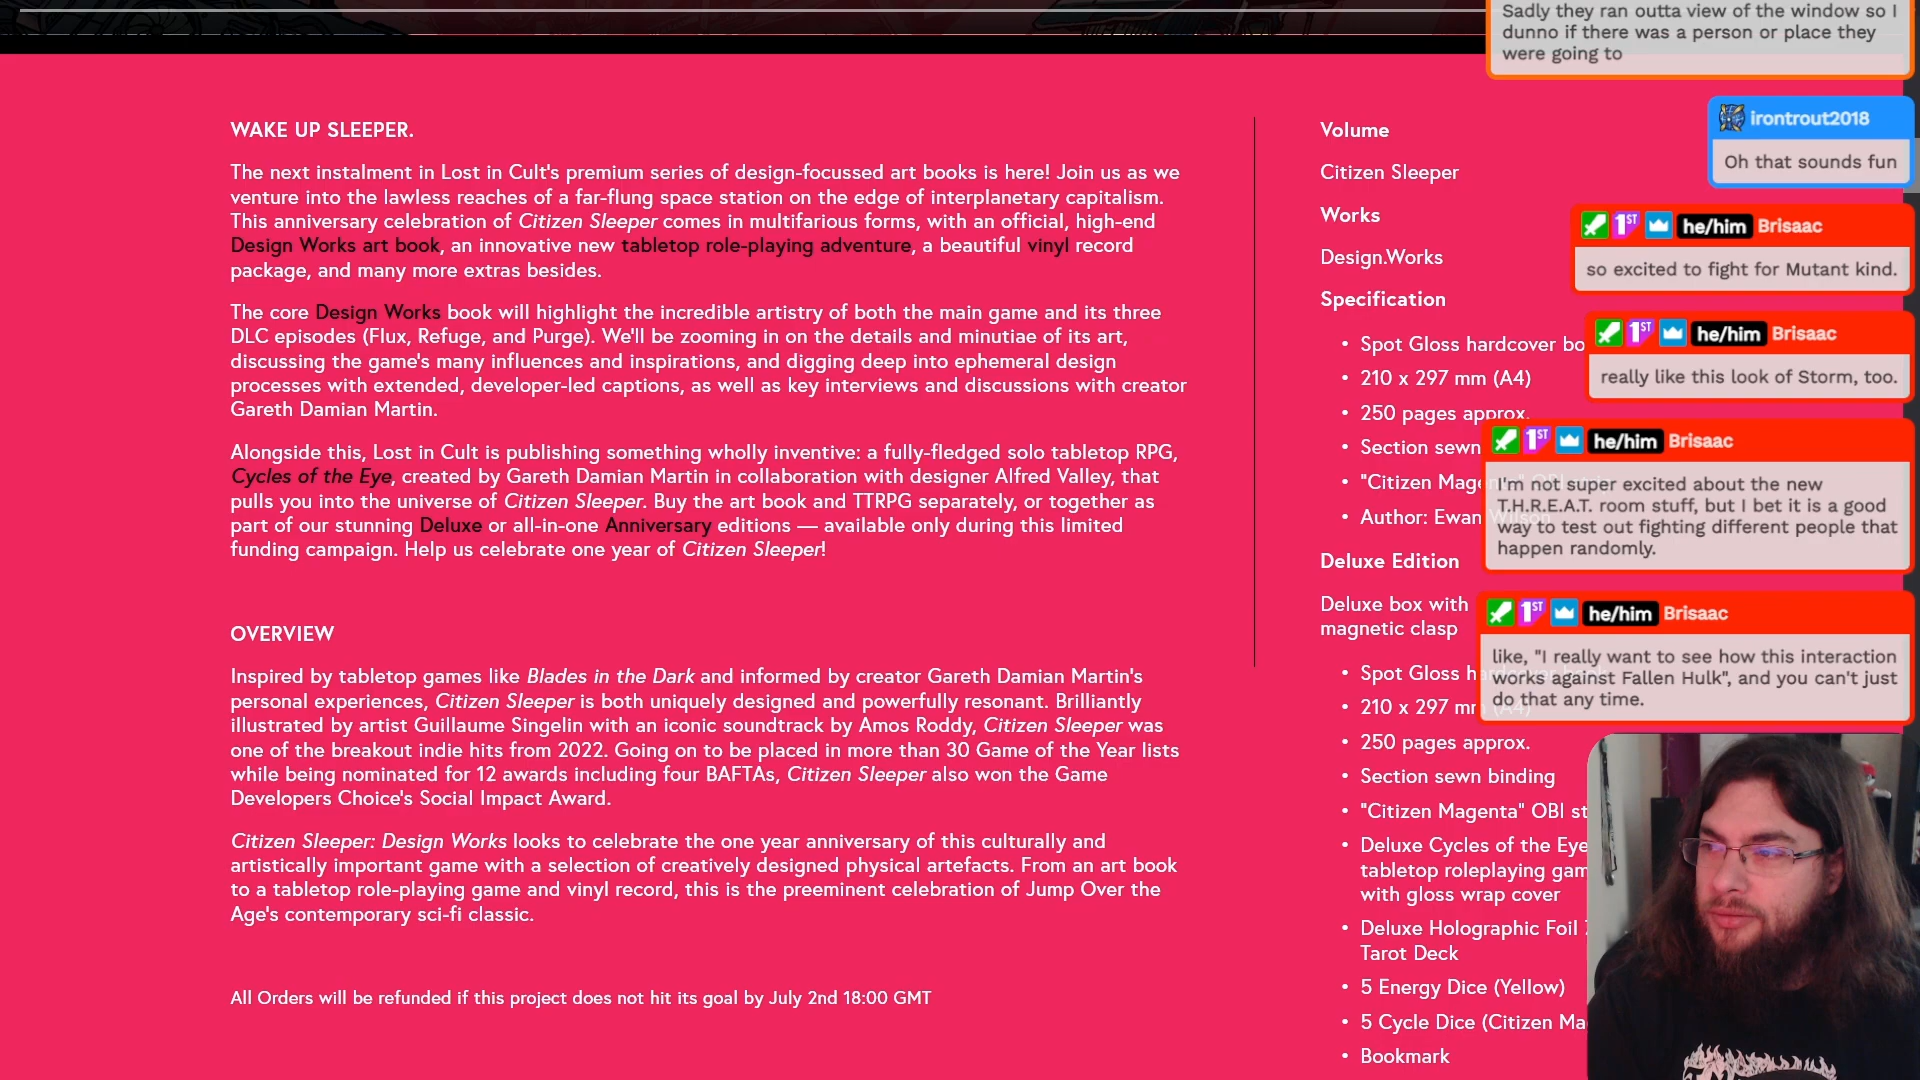 WAKE UP SLEEPER.
The next instalment in Lost in Cult's premium series of design-focussed art books is here! Join us as we
venture into the lawless reaches of a far-flung space station on the edge of interplanetary capitalism.
This anniversary celebration of Citizen Sleeper comes in multifarious forms, with an official, high-end
Design Works art book, an innovative new tabletop role-playing adventure, a beautiful vinyl record
package, and many more extras besides.
The core Design Works book will highlight the incredible artistry of both the main game and its three
DLC episodes (Flux, Refuge, and Purge). We'll be zooming in on the details and minutiae of its art,
discussing the game's many influences and inspirations, and digging deep into ephemeral design
processes with extended, developer-led captions, as well as key interviews and discussions with creator
Gareth Damian Martin.
Alongside this, Lost in Cult is publishing something wholly inventive: a fully-fledged solo tabletop RPG,
Cycles of the Eye, created by Gareth Damian Martin in collaboration with designer Alfred Valley, that
pulls you into the universe of Citizen Sleeper. Buy the art book and TTRPG separately, or together as
part of our stunning Deluxe or all-in-one Anniversary editions — available only during this limited
funding campaign. Help us celebrate one year of Citizen Sleeper!
OVERVIEW
Inspired by tabletop games like Blades in the Dark and informed by creator Gareth Damian Martin's
personal experiences, Citizen Sleeper is both uniquely designed and powerfully resonant. Brilliantly
illustrated by artist Guillaume Singelin with an iconic soundtrack by Amos Roddy, Citizen Sleeper was
one of the breakout indie hits from 2022. Going on to be placed in more than 30 Game of the Year lists
while being nominated for 12 awards including four BAFTAs, Citizen Sleeper also won the Game
Developers Choice's Social Impact Award.
Citizen Sleeper: Design Works looks to celebrate the one year anniversary of this culturally and
artistically important game with a selection of creatively designed physical artefacts. From an art book
to a tabletop role-playing game and vinyl record, this is the preeminent celebration of Jump Over the
Age's contemporary sci-fi classic.
All Orders will be refunded if this project does not hit its goal by July 2nd 18:00 GMT
Volume
Citizen Sleeper
Works
Design.Works
Specification
• Spot Gloss hardcover bo
• 210 x 297 mm (A4)
• 250 pages approx.
• Section sewn
• "Citizen Mage
• Author: Ewan Wilson
Deluxe Edition
Deluxe box with
magnetic clasp
• Spot Gloss h
• 210 x 297 mm (A4)
• 250 pages approx.
• Section sewn binding
• "Citizen Magenta" OBI st
• Deluxe Cycles of the Eye
tabletop roleplaying gam
with gloss wrap cover
• Deluxe Holographic Foil
Tarot Deck
• 5 Energy Dice (Yellow)
• 5 Cycle Dice (Citizen Ma
• Bookmark
Sadly they ran outta view of the window so I
dunno if there was a person or place they
were going to
irontrout2018
Oh that sounds fun
1ST he/him Brisaac
so excited to fight for Mutant kind.
1ST he/him Brisaac
really like this look of Storm, too.
1ST he/him Brisaac
I'm not super excited about the new
T.H.R.E.A.T. room stuff, but I bet it is a good
way to test out fighting different people that
happen randomly.
1ST he/him Brisaac
like, "I really want to see how this interaction
works against Fallen Hulk", and you can't just
do that any time.